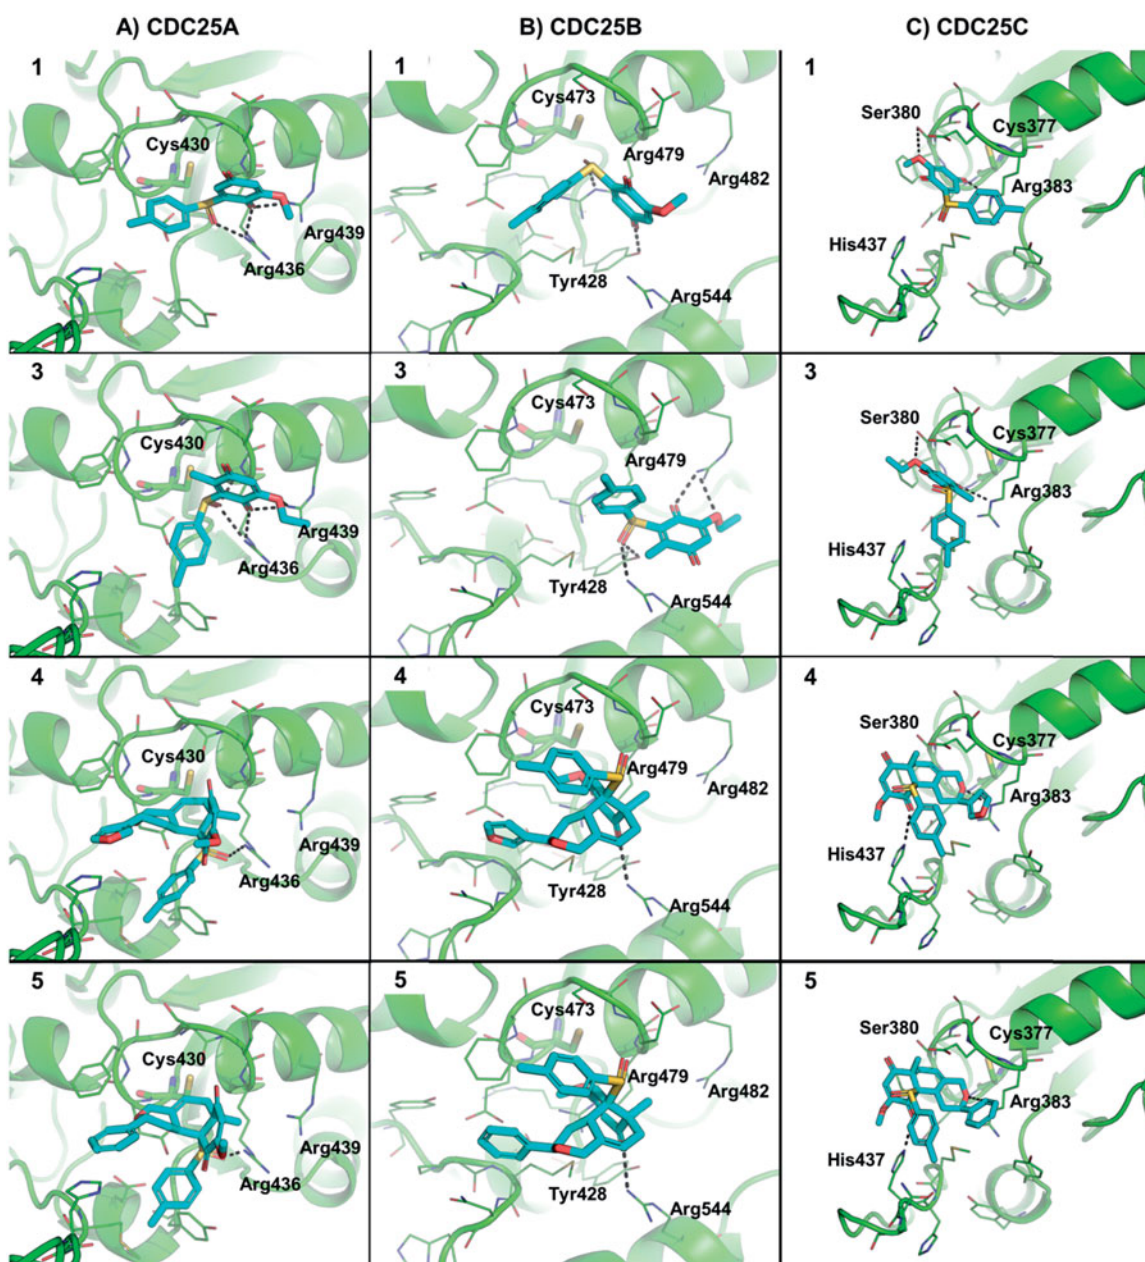 A) CDC25A
B) CDC25B
C) CDC25C
1
Cys430
Arg439
Arg436
1
Cys473
Arg479
Arg482
Tyr428
Arg544
1
Ser380
Cys377
Arg383
His437
3
Cys430
Arg439
Arg436
3
Cys473
Arg479
Tyr428
Arg544
3
Ser380
Cys377
Arg383
His437
4
Cys430
Arg439
Arg436
4
Cys473
Arg479
Arg482
Tyr428
Arg544
4
Ser380
Cys377
Arg383
His437
5
Cys430
Arg439
Arg436
5
Cys473
Arg479
Arg482
Tyr428
Arg544
5
Ser380
Cys377
Arg383
His437